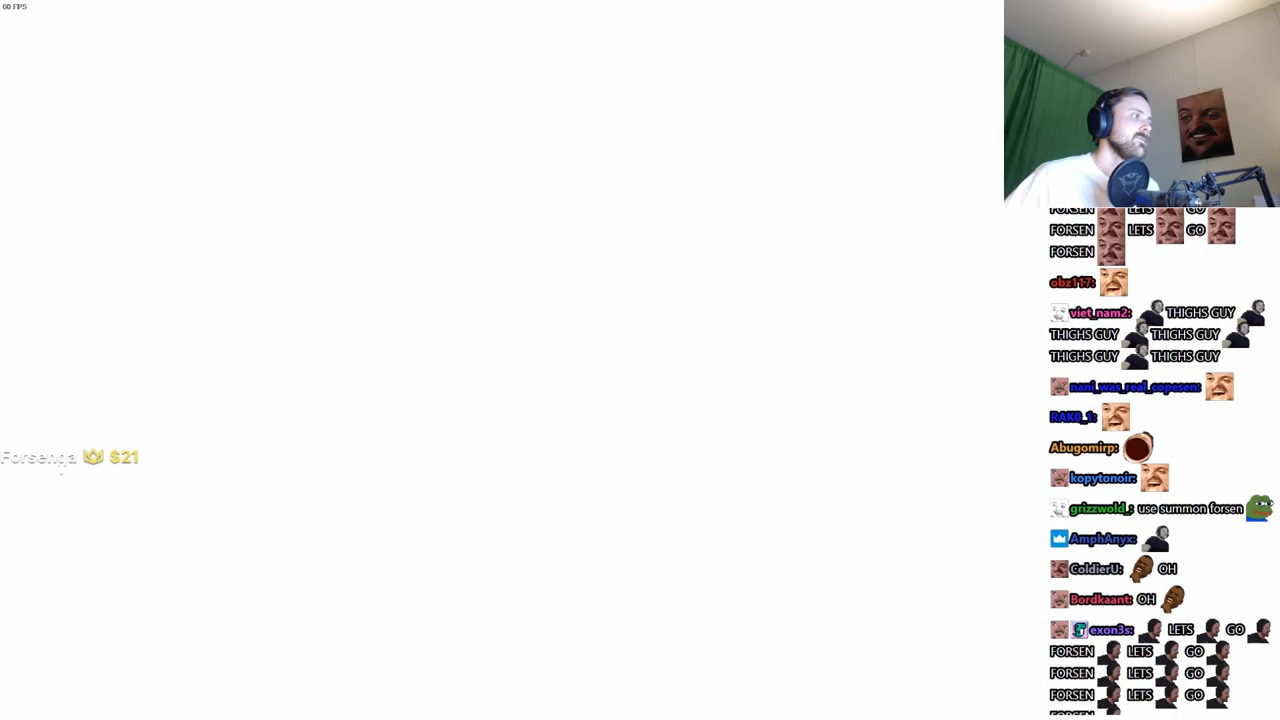 60 FPS
FORSEN LETS GO
FORSEN LETS GO
FORSEN
obz117:
viet_nam2: THIGHS GUY
THIGHS GUY THIGHS GUY
THIGHS GUY THIGHS GUY
nani_was_real_copesen:
RAK0_1:
Abugomirp:
Forsenga $21
kopytonoir:
grizzwold_: use summon forsen
AmphAnyx:
ColdierU: OH
Bordkaant: OH
exon3s: LETS GO
FORSEN LETS GO
FORSEN LETS GO
FORSEN LETS GO